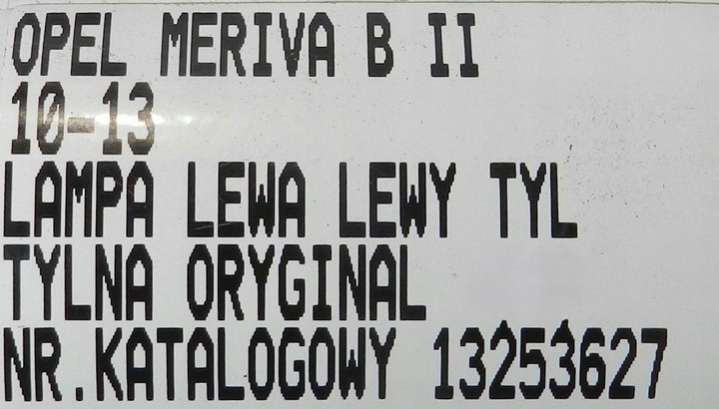 OPEL MERIVA B II
10-13
LAMPA LEWA LEWY TYL
TYLNA ORYGINAL
NR.KATALOGOWY 13253627